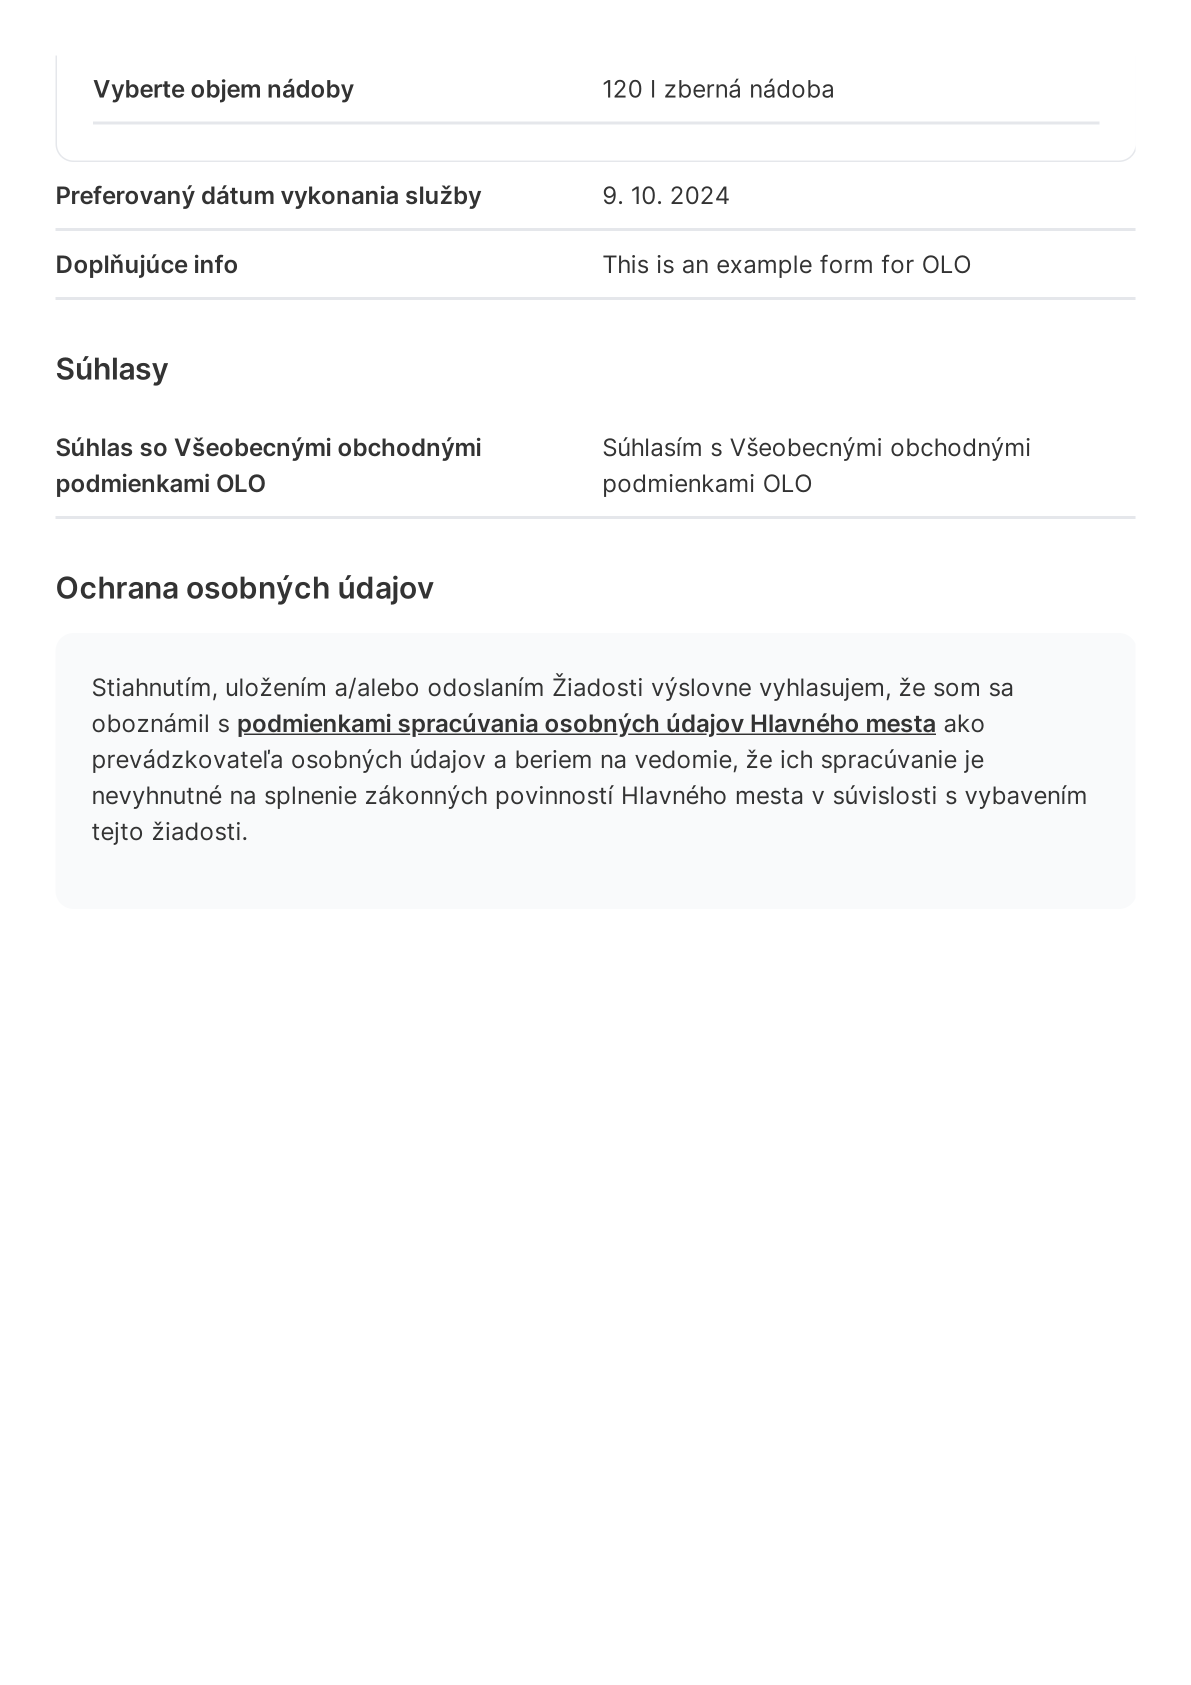 Vyberte objem nádoby 120 l zberná nádoba
Preferovaný dátum vykonania služby 9. 10. 2024
Doplňujúce info This is an example form for OLO
Súhlasy
Súhlas so Všeobecnými obchodnými podmienkami OLO
Súhlasím s Všeobecnými obchodnými podmienkami OLO
Ochrana osobných údajov
Stiahnutím, uložením a/alebo odoslaním Žiadosti výslovne vyhlasujem, že som sa
oboznámil s podmienkami spracúvania osobných údajov Hlavného mesta ako
prevádzkovateľa osobných údajov a beriem na vedomie, že ich spracúvanie je
nevyhnutné na splnenie zákonných povinností Hlavného mesta v súvislosti s vybavením
tejto žiadosti.